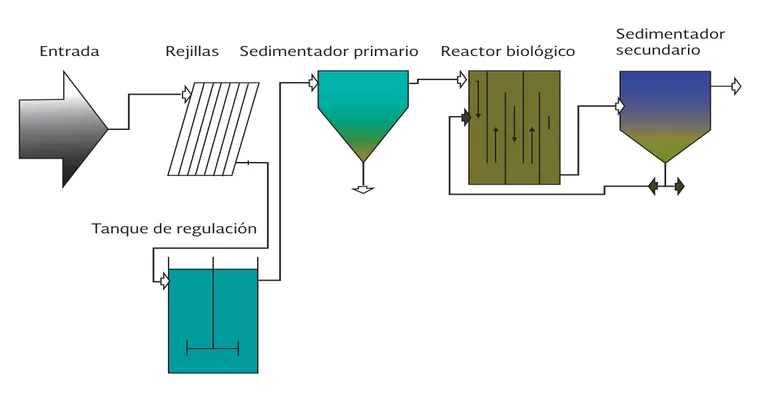 Entrada
Rejillas
Sedimentador primario
Reactor biológico
Sedimentador
secundario
Tanque de regulación